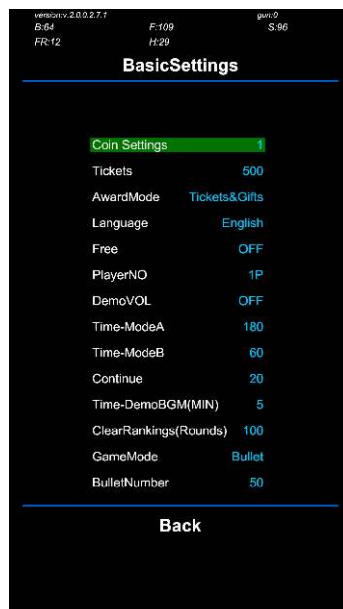 version:v.2.0.0.2.7.1 gun:0
B:64 F:109 S:96
FR:12 H:29
BasicSettings
Coin Settings 1
Tickets 500
AwardMode Tickets&Gifts
Language English
Free OFF
PlayerNO 1P
DemoVOL OFF
Time-ModeA 180
Time-ModeB 60
Continue 20
Time-DemoBGM(MIN) 5
ClearRankings(Rounds) 100
GameMode Bullet
BulletNumber 50
Back